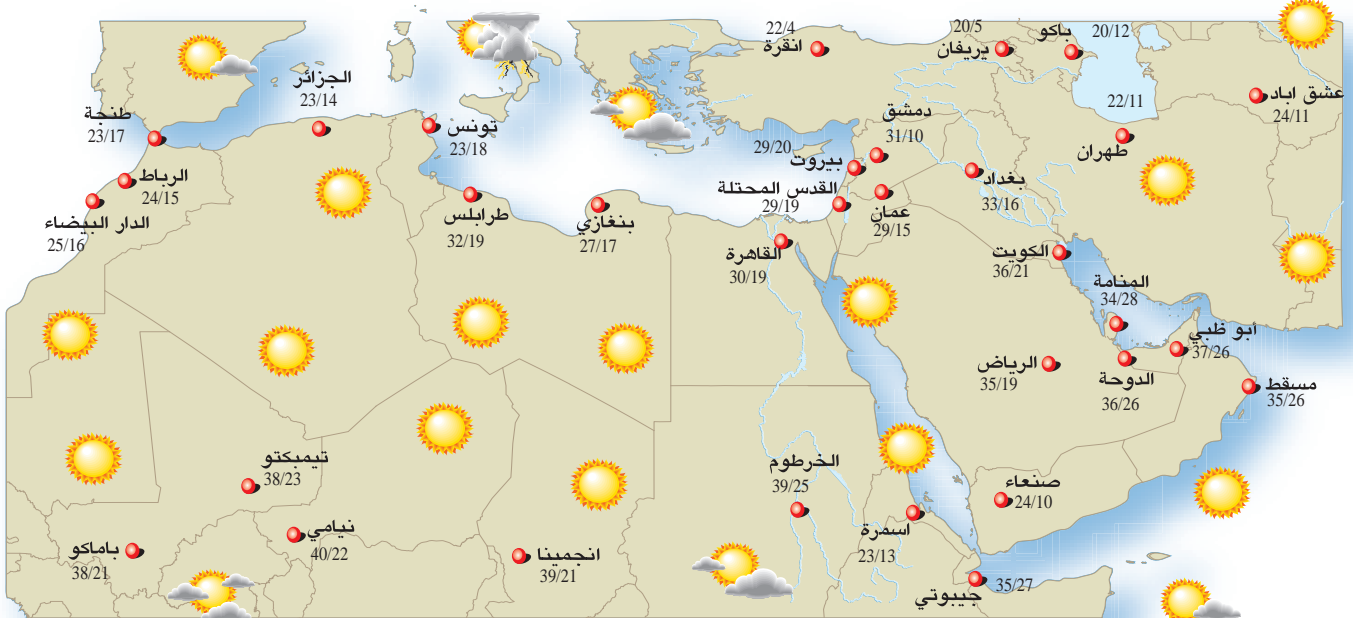 22/4
انقرة
20/5
يريفان
باكو
20/12
22/11
طهران
عشق اباد
24/11
الجزائر
23/14
طنجة
23/17
تونس
23/18
دمشق
31/10
29/20
بيروت
القدس المحتلة
29/19
عمان
29/15
بغداد
33/16
الرباط
24/15
الدار البيضاء
25/16
طرابلس
32/19
بنغازي
27/17
القاهرة
30/19
الكويت
36/21
المنامة
34/28
أبو ظبي
37/26
الرياض
35/19
الدوحة
36/26
مسقط
35/26
تيمبكتو
38/23
الخرطوم
39/25
صنعاء
24/10
اسمرة
23/13
نيامي
40/22
باماكو
38/21
انجمينا
39/21
35/27
جيبوتي